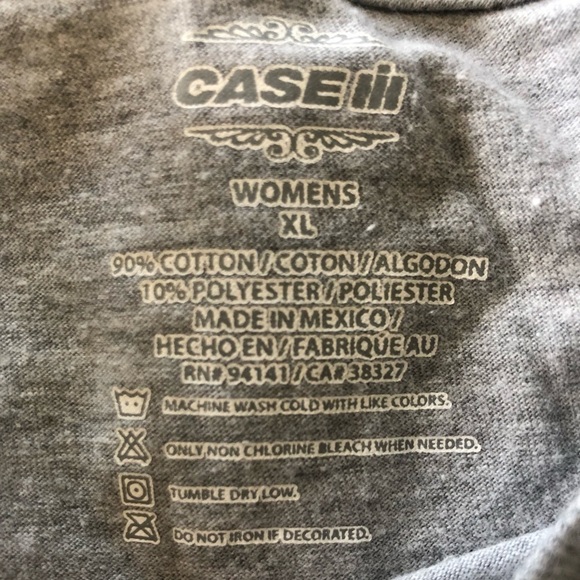 CASE IH
WOMENS
XL
90% COTTON / COTON / ALGODON
10% POLYESTER / POLIESTER
MADE IN MEXICO /
HECHO EN / FABRIQUE AU
RN# 94141 / CA# 38327
MACHINE WASH COLD WITH LIKE COLORS.
ONLY NON CHLORINE BLEACH WHEN NEEDED.
TUMBLE DRY LOW.
DO NOT IRON IF DECORATED.